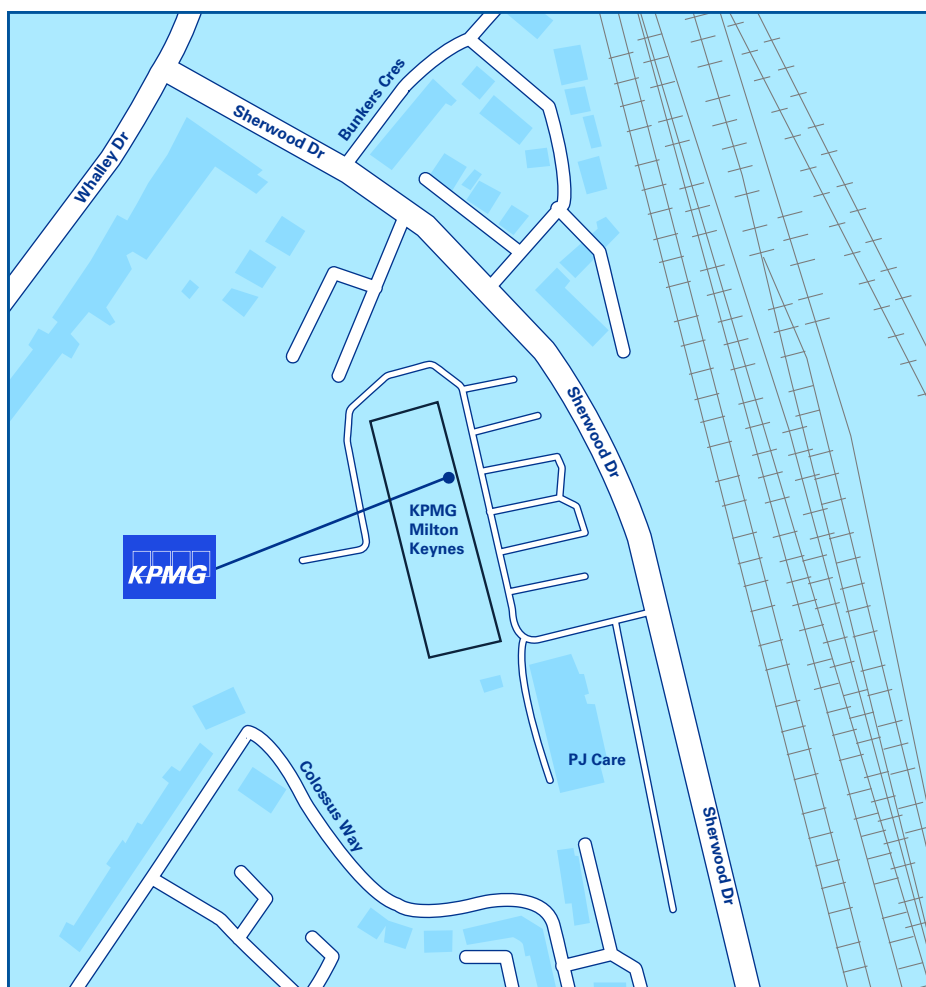 Bunkers Cres
Sherwood Dr
Whalley Dr
Sherwood Dr
KPMG
Milton
Keynes
KPMG
PJ Care
Colossus Way
Sherwood Dr